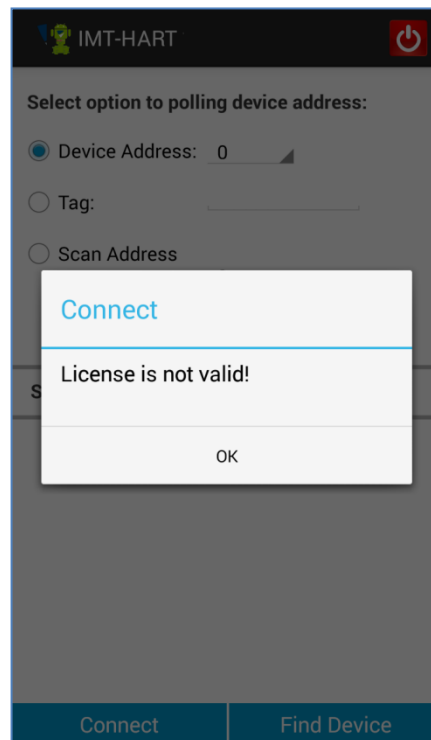 IMT-HART
Select option to polling device address:
Device Address: 0
Tag:
Scan Address
Connect
License is not valid!
S
OK
Connect Find Device